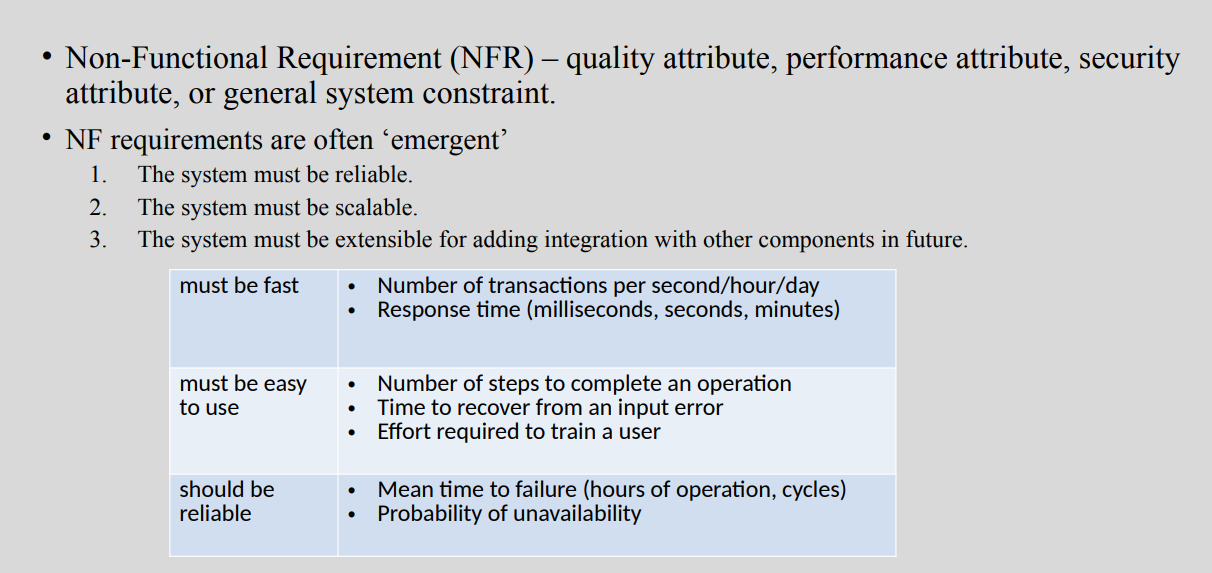 • Non-Functional Requirement (NFR) – quality attribute, performance attribute, security
attribute, or general system constraint.
• NF requirements are often ‘emergent’
1. The system must be reliable.
2. The system must be scalable.
3. The system must be extensible for adding integration with other components in future.
must be fast
• Number of transactions per second/hour/day
• Response time (milliseconds, seconds, minutes)
must be easy
to use
• Number of steps to complete an operation
• Time to recover from an input error
• Effort required to train a user
should be
reliable
• Mean time to failure (hours of operation, cycles)
• Probability of unavailability